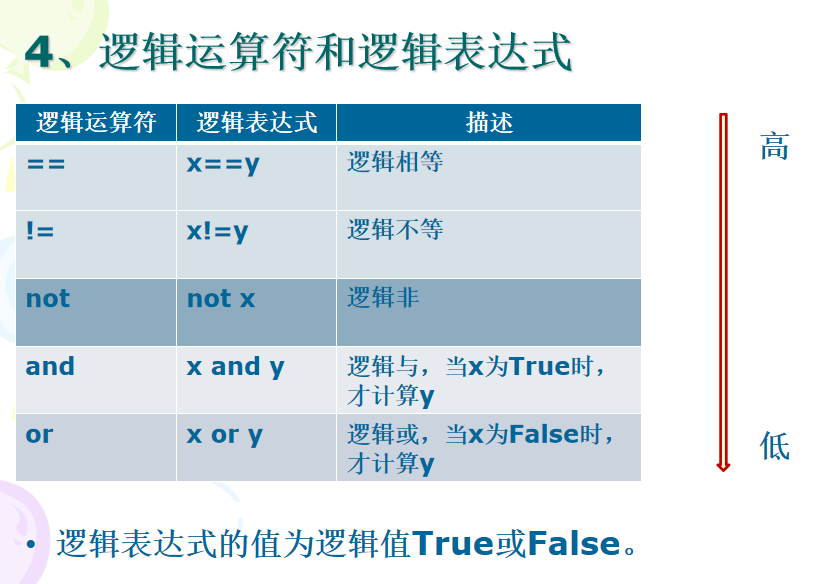 4、逻辑运算符和逻辑表达式
逻辑运算符 逻辑表达式 描述
== x==y 逻辑相等
!= x!=y 逻辑不等
not not x 逻辑非
and x and y 逻辑与，当x为True时，
才计算y
or x or y 逻辑或，当x为False时，
才计算y
高
低
• 逻辑表达式的值为逻辑值True或False。